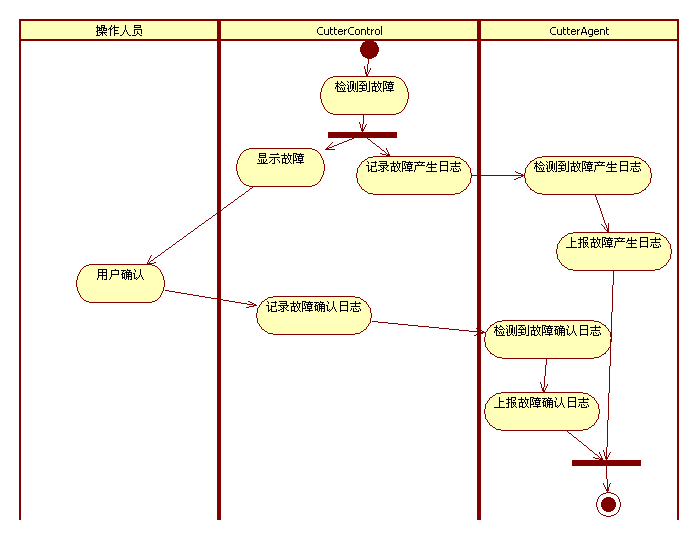 操作人员
CutterControl
CutterAgent
检测到故障
显示故障
记录故障产生日志
检测到故障产生日志
上报故障产生日志
用户确认
记录故障确认日志
检测到故障确认日志
上报故障确认日志